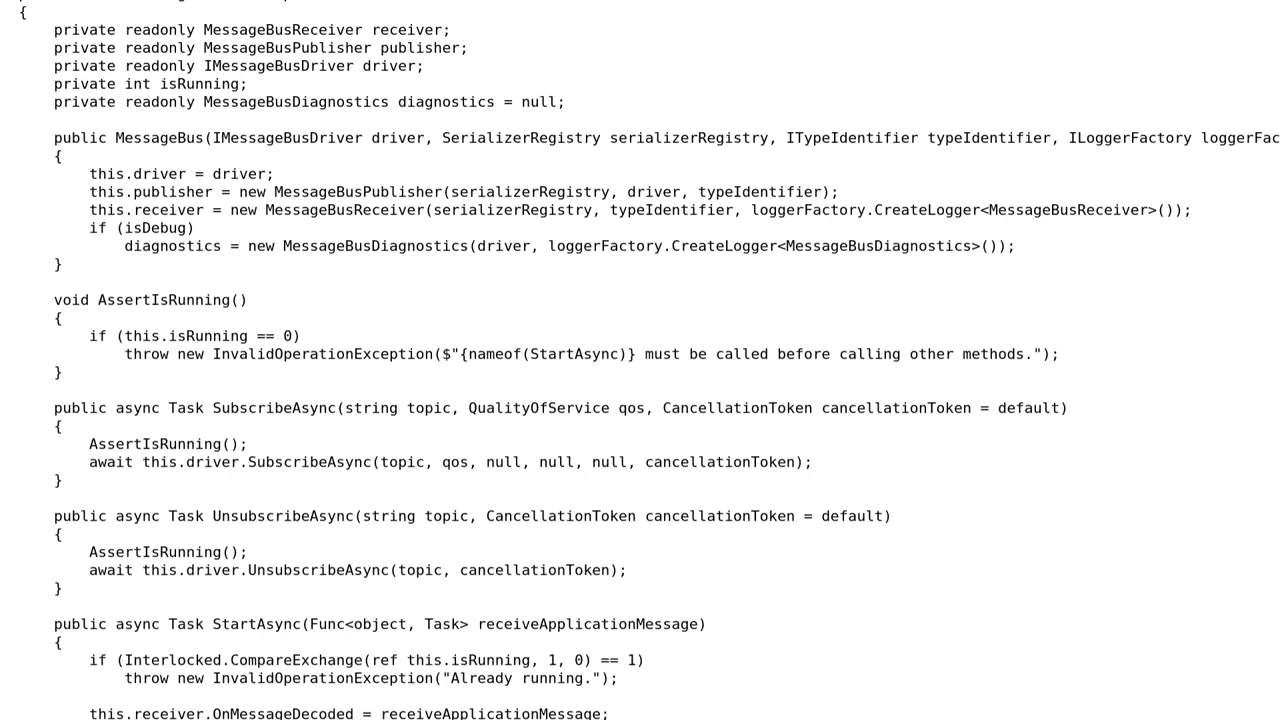 {
    private readonly MessageBusReceiver receiver;
    private readonly MessageBusPublisher publisher;
    private readonly IMessageBusDriver driver;
    private int isRunning;
    private readonly MessageBusDiagnostics diagnostics = null;

    public MessageBus(IMessageBusDriver driver, SerializerRegistry serializerRegistry, ITypeIdentifier typeIdentifier, ILoggerFactory loggerFac
    {
        this.driver = driver;
        this.publisher = new MessageBusPublisher(serializerRegistry, driver, typeIdentifier);
        this.receiver = new MessageBusReceiver(serializerRegistry, typeIdentifier, loggerFactory.CreateLogger<MessageBusReceiver>());
        if (isDebug)
            diagnostics = new MessageBusDiagnostics(driver, loggerFactory.CreateLogger<MessageBusDiagnostics>());
    }

    void AssertIsRunning()
    {
        if (this.isRunning == 0)
            throw new InvalidOperationException($"{nameof(StartAsync)} must be called before calling other methods.");
    }

    public async Task SubscribeAsync(string topic, QualityOfService qos, CancellationToken cancellationToken = default)
    {
        AssertIsRunning();
        await this.driver.SubscribeAsync(topic, qos, null, null, null, cancellationToken);
    }

    public async Task UnsubscribeAsync(string topic, CancellationToken cancellationToken = default)
    {
        AssertIsRunning();
        await this.driver.UnsubscribeAsync(topic, cancellationToken);
    }

    public async Task StartAsync(Func<object, Task> receiveApplicationMessage)
    {
        if (Interlocked.CompareExchange(ref this.isRunning, 1, 0) == 1)
            throw new InvalidOperationException("Already running.");

        this.receiver.OnMessageDecoded = receiveApplicationMessage;